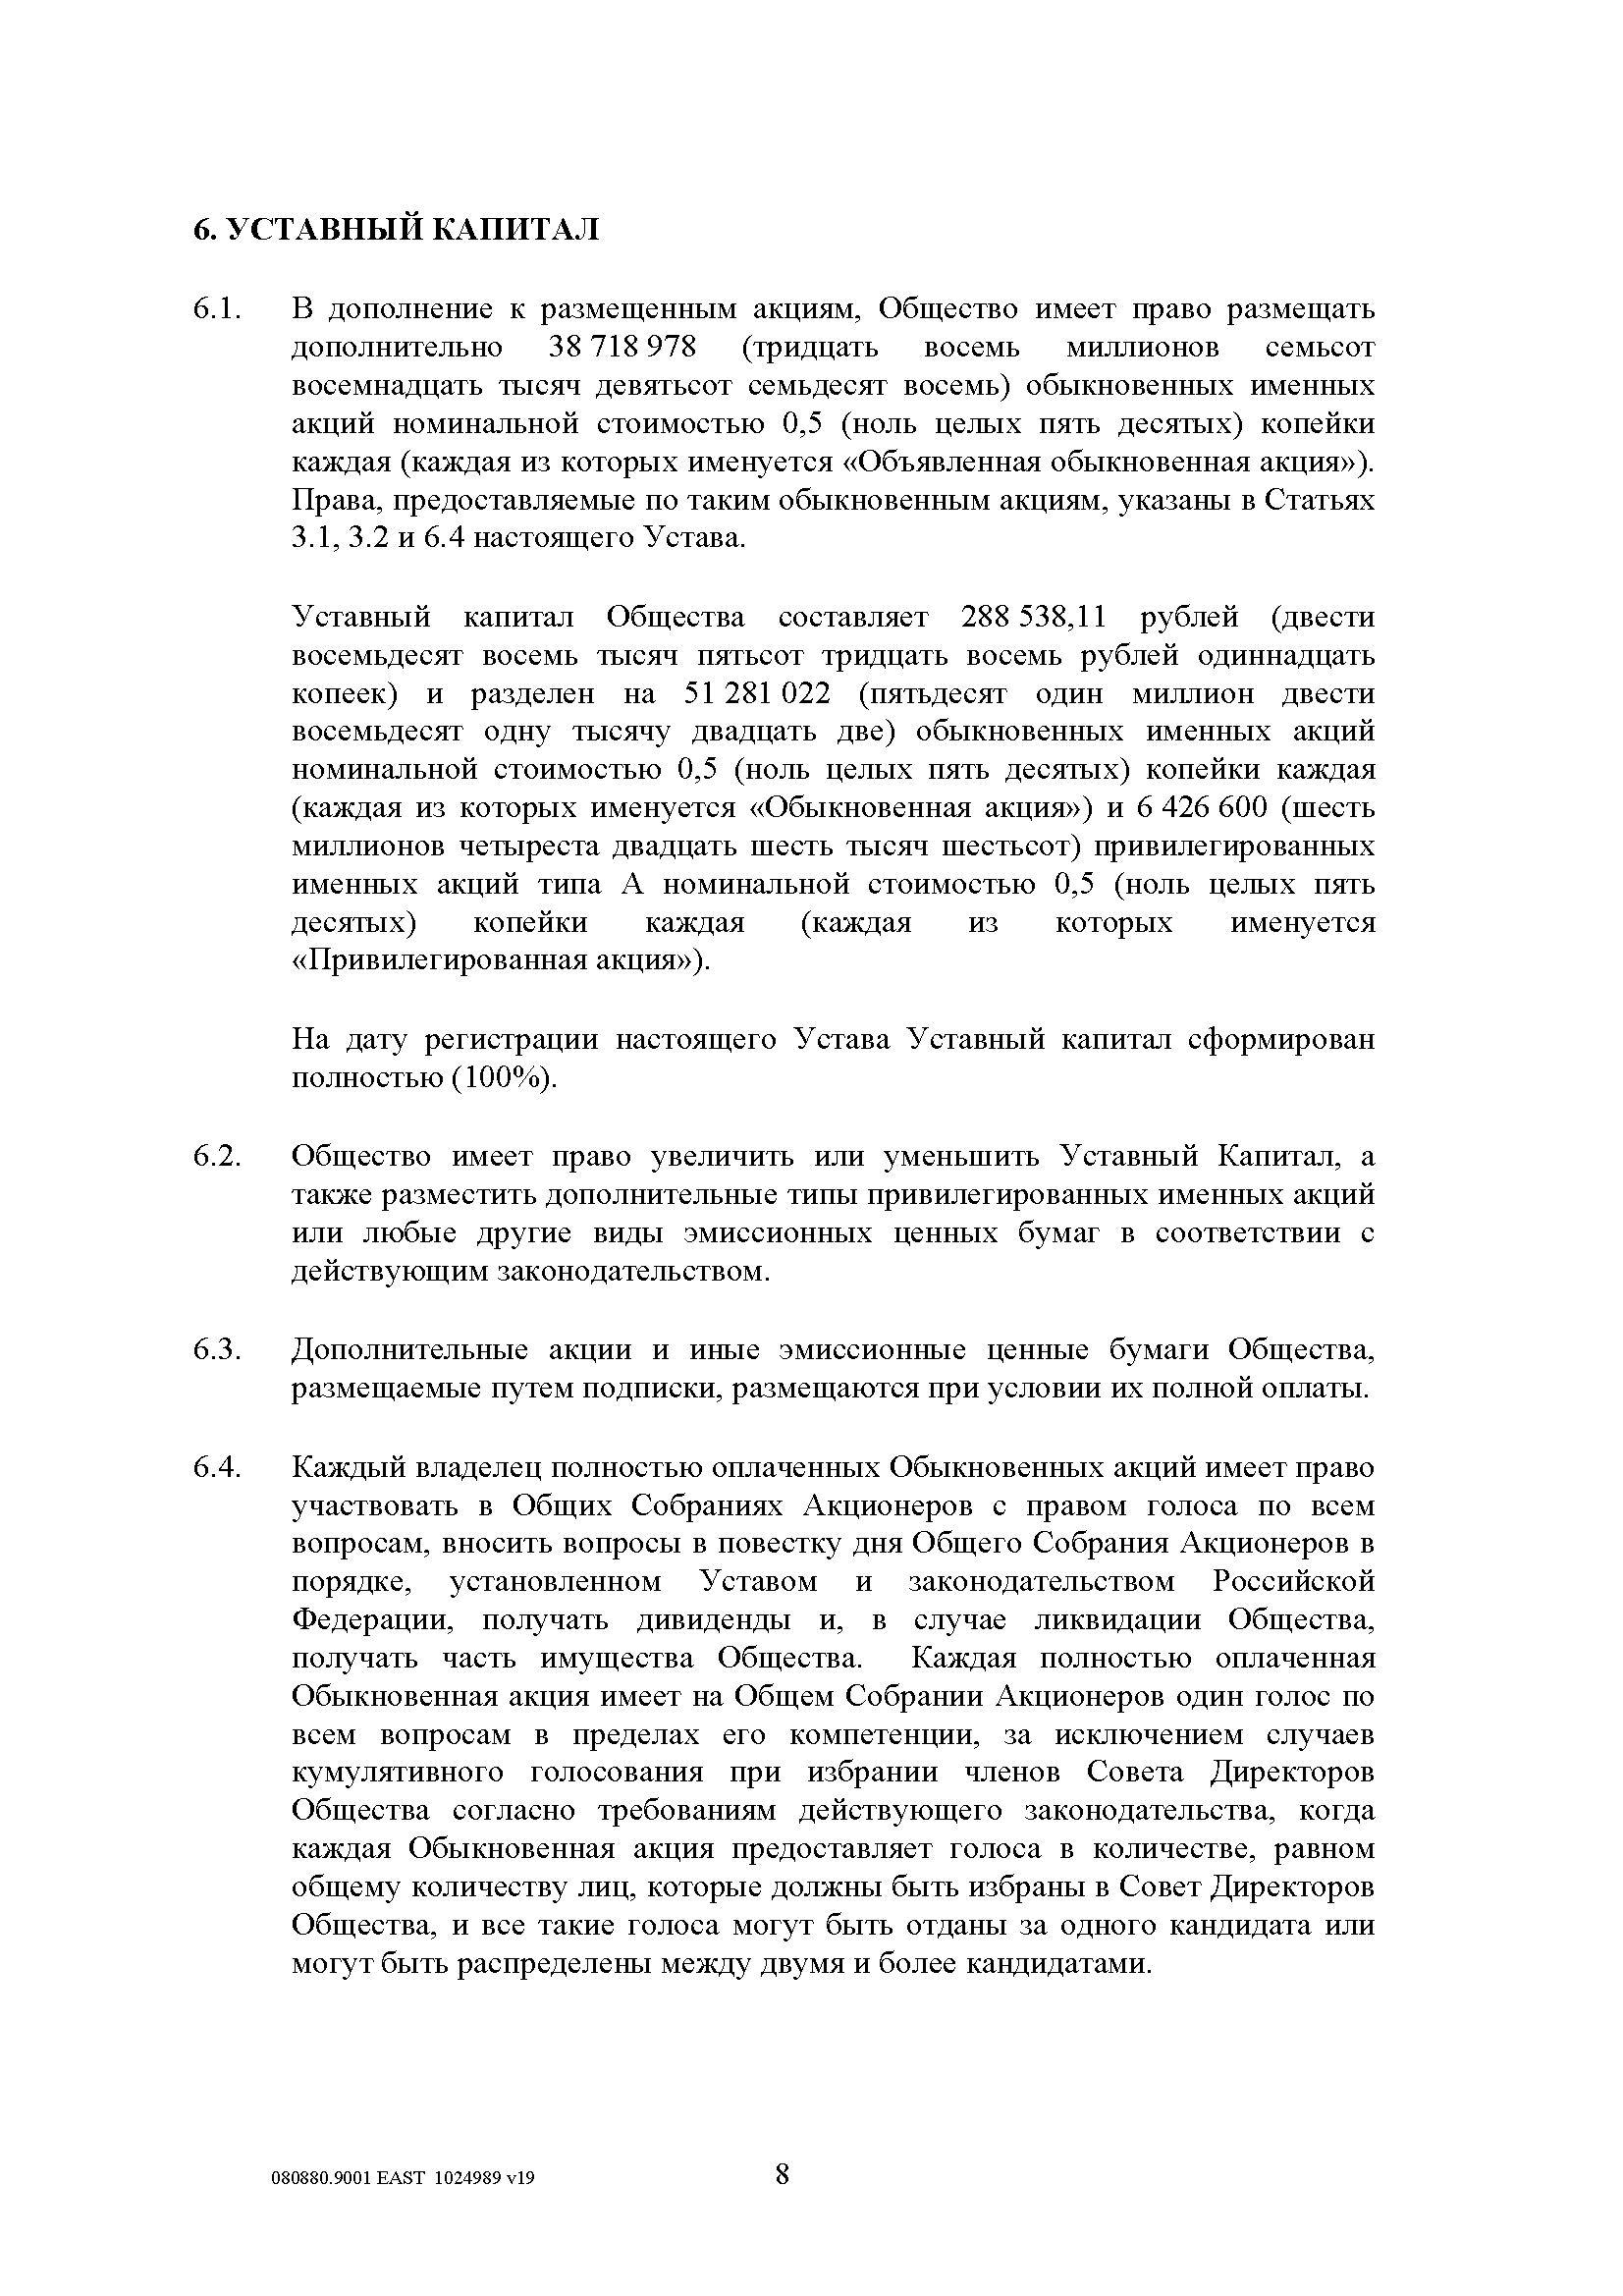 6. УСТАВНЫЙ КАПИТАЛ
6.1. В дополнение к размещенным акциям, Общество имеет право размещать
дополнительно 38 718 978 (тридцать восемь миллионов семьсот
восемнадцать тысяч девятьсот семьдесят восемь) обыкновенных именных
акций номинальной стоимостью 0,5 (ноль целых пять десятых) копейки
каждая (каждая из которых именуется «Объявленная обыкновенная акция»).
Права, предоставляемые по таким обыкновенным акциям, указаны в Статьях
3.1, 3.2 и 6.4 настоящего Устава.
Уставный капитал Общества составляет 288 538,11 рублей (двести
восемьдесят восемь тысяч пятьсот тридцать восемь рублей одиннадцать
копеек) и разделен на 51 281 022 (пятьдесят один миллион двести
восемьдесят одну тысячу двадцать две) обыкновенных именных акций
номинальной стоимостью 0,5 (ноль целых пять десятых) копейки каждая
(каждая из которых именуется «Обыкновенная акция») и 6 426 600 (шесть
миллионов четыреста двадцать шесть тысяч шестьсот) привилегированных
именных акций типа А номинальной стоимостью 0,5 (ноль целых пять
десятых) копейки каждая (каждая из которых именуется
«Привилегированная акция»).
На дату регистрации настоящего Устава Уставный капитал сформирован
полностью (100%).
6.2. Общество имеет право увеличить или уменьшить Уставный Капитал, а
также разместить дополнительные типы привилегированных именных акций
или любые другие виды эмиссионных ценных бумаг в соответствии с
действующим законодательством.
6.3. Дополнительные акции и иные эмиссионные ценные бумаги Общества,
размещаемые путем подписки, размещаются при условии их полной оплаты.
6.4. Каждый владелец полностью оплаченных Обыкновенных акций имеет право
участвовать в Общих Собраниях Акционеров с правом голоса по всем
вопросам, вносить вопросы в повестку дня Общего Собрания Акционеров в
порядке, установленном Уставом и законодательством Российской
Федерации, получать дивиденды и, в случае ликвидации Общества,
получать часть имущества Общества. Каждая полностью оплаченная
Обыкновенная акция имеет на Общем Собрании Акционеров один голос по
всем вопросам в пределах его компетенции, за исключением случаев
кумулятивного голосования при избрании членов Совета Директоров
Общества согласно требованиям действующего законодательства, когда
каждая Обыкновенная акция предоставляет голоса в количестве, равном
общему количеству лиц, которые должны быть избраны в Совет Директоров
Общества, и все такие голоса могут быть отданы за одного кандидата или
могут быть распределены между двумя и более кандидатами.
080880.9001 EAST 1024989 v19 8